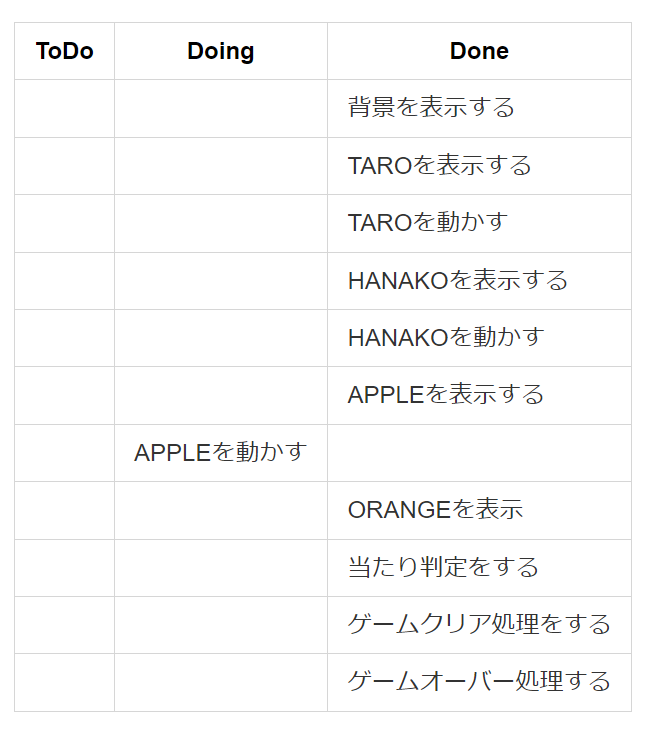 ToDo Doing Done
背景を表示する
TAROを表示する
TAROを動かす
HANAKOを表示する
HANAKOを動かす
APPLEを表示する
APPLEを動かす
ORANGEを表示
当たり判定をする
ゲームクリア処理をする
ゲームオーバー処理する